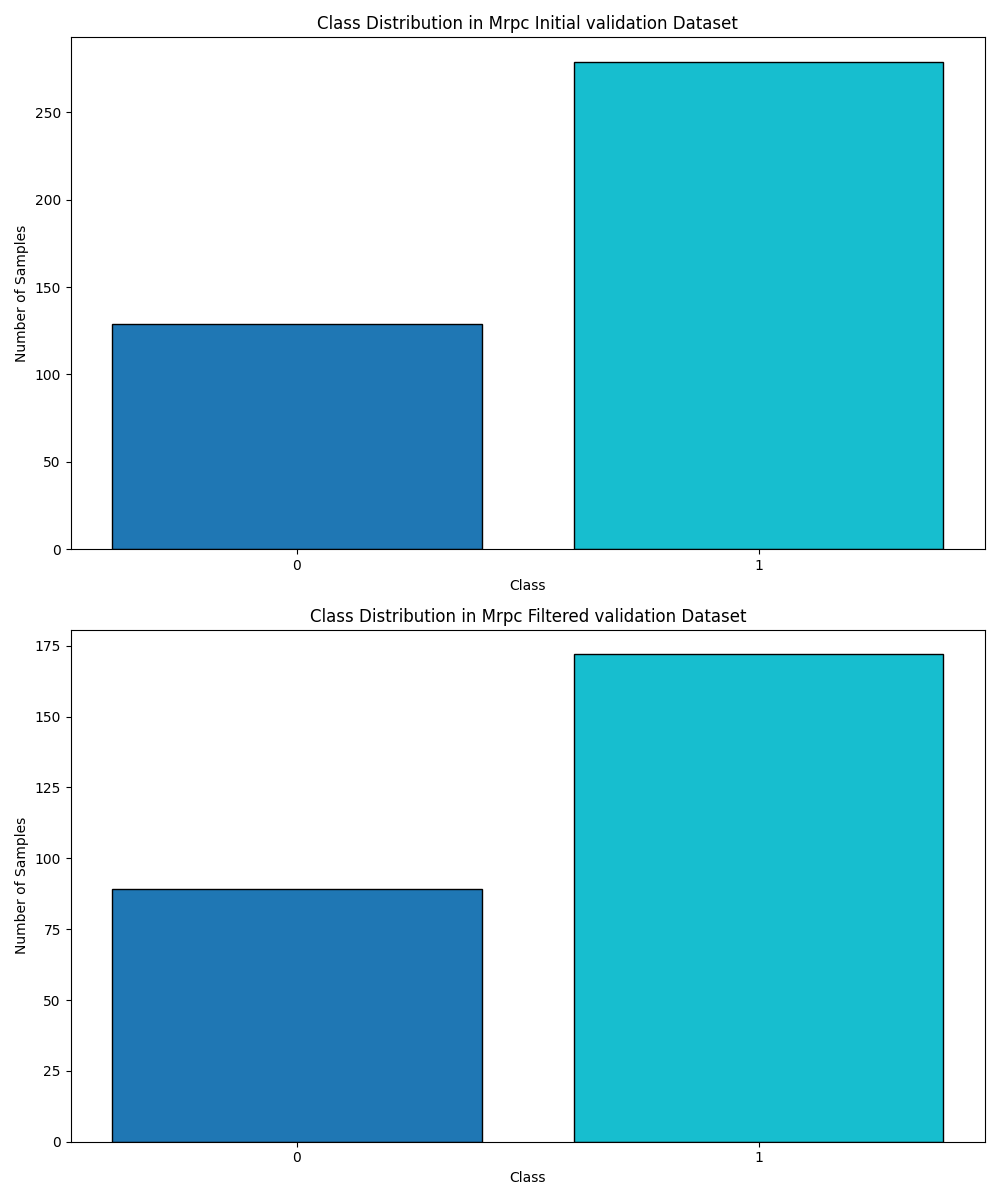 Class Distribution in Mrpc Initial validation Dataset
250
200
150
100
50
0
Number of Samples
0 1
Class
Class Distribution in Mrpc Filtered validation Dataset
175
150
125
100
75
50
25
0
Number of Samples
0 1
Class